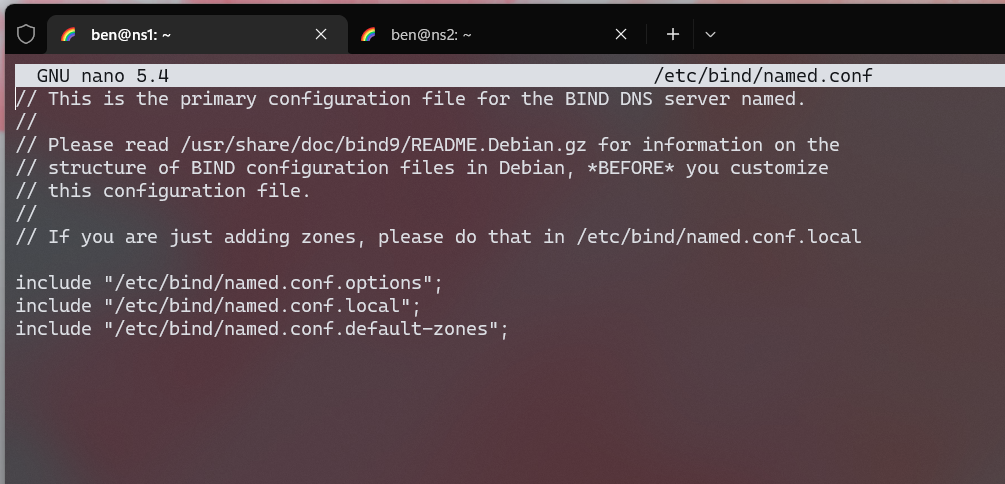 ben@ns1: ~
ben@ns2: ~
GNU nano 5.4 /etc/bind/named.conf
// This is the primary configuration file for the BIND DNS server named.
//
// Please read /usr/share/doc/bind9/README.Debian.gz for information on the
// structure of BIND configuration files in Debian, *BEFORE* you customize
// this configuration file.
//
// If you are just adding zones, please do that in /etc/bind/named.conf.local
include "/etc/bind/named.conf.options";
include "/etc/bind/named.conf.local";
include "/etc/bind/named.conf.default-zones";